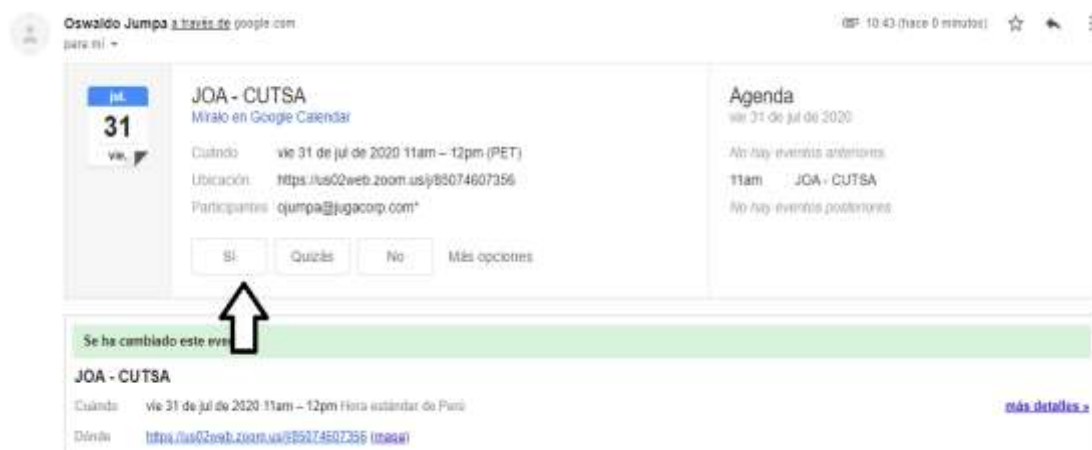 Oswaldo Jumpa a través de google.com
10:43 (hace 0 minutos)
para mí
jul.
31
vie.
JOA - CUTSA
Míralo en Google Calendar
Cuándo vie 31 de jul de 2020 11am – 12pm (PET)
Ubicación https://us02web.zoom.us/j/85074607356
Participantes ojumpa@jugacorp.com*
Sí Quizás No Más opciones
Agenda
vie 31 de jul de 2020
No hay eventos anteriores
11am JOA - CUTSA
No hay eventos posteriores
Se ha cambiado este
JOA - CUTSA
Cuándo vie 31 de jul de 2020 11am – 12pm Hora estándar de Perú
más detalles »
Dónde https://us02web.zoom.us/j/85074607356 (mapa)